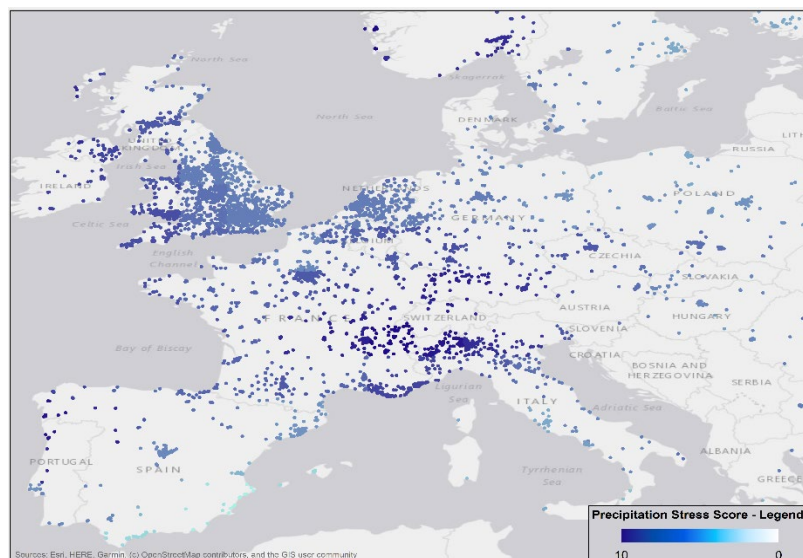 North Sea
Skagerrak
North Sea
DENMARK
Baltic Sea
LITH
RUSSIA
UNITED
KINGDOM
Irish Sea
IRELAND
NETHERLANDS
POLAND
GERMANY
Celtic Sea
BELGIUM
English
Channel
CZECHIA
SLOVAKIA
AUSTRIA
HUNGARY
FRANCE
SWITZERLAND
SLOVENIA
CROATIA
Bay of Biscay
BOSNIA AND
HERZEGOVINA
SERBIA
Ligurian
Sea
ITALY
Adriatic Sea
PORTUGAL
SPAIN
ALBANIA
Tyrrhenian
Sea
GREECE
Precipitation Stress Score - Legend
10 0
Sources: Esri, HERE, Garmin, (c) OpenStreetMap contributors, and the GIS user community